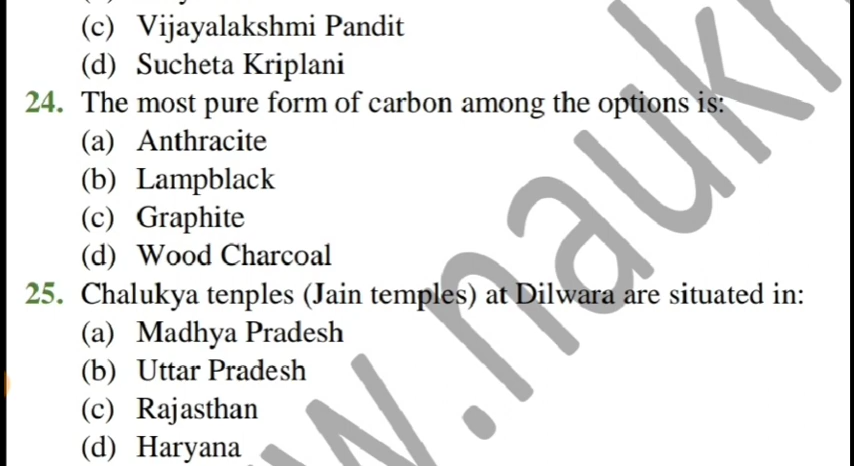 (c) Vijayalakshmi Pandit
(d) Sucheta Kriplani
24. The most pure form of carbon among the options is:
(a) Anthracite
(b) Lampblack
(c) Graphite
(d) Wood Charcoal
25. Chalukya tenples (Jain temples) at Dilwara are situated in:
(a) Madhya Pradesh
(b) Uttar Pradesh
(c) Rajasthan
(d) Haryana
w.naukr